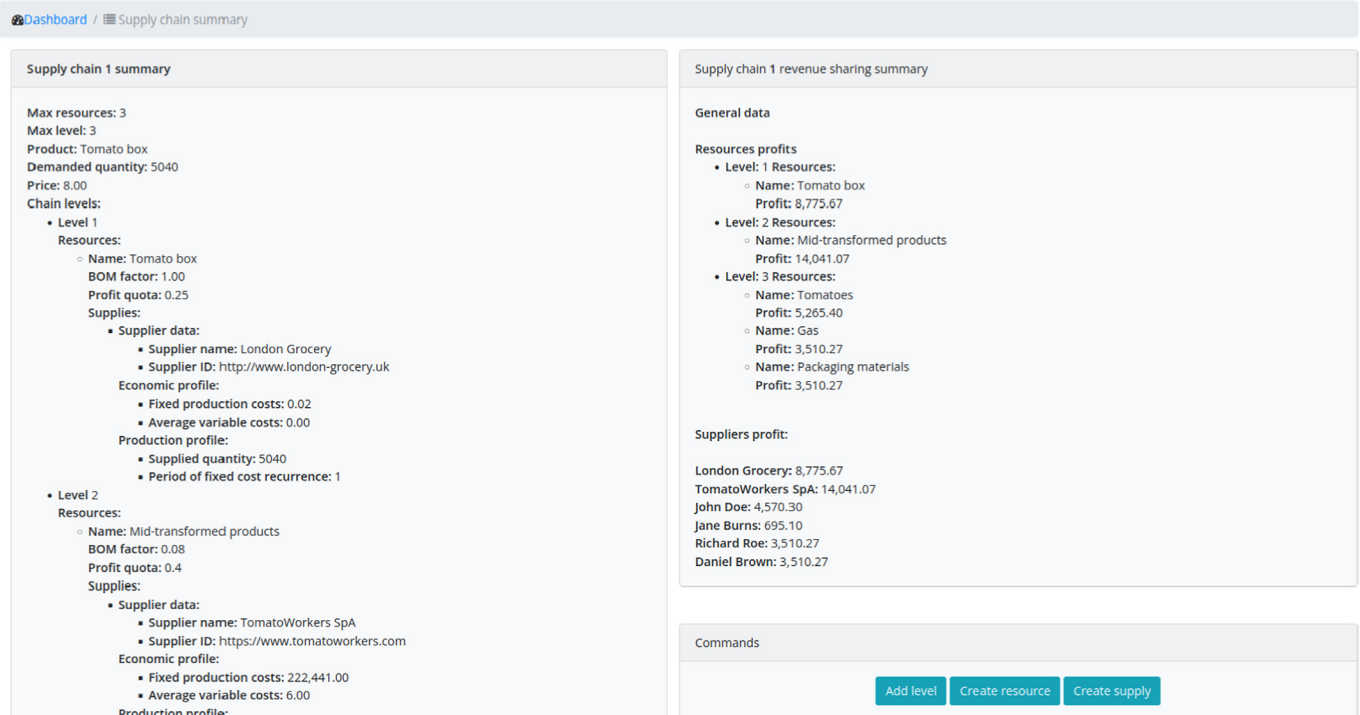 Dashboard / Supply chain summary
Supply chain 1 summary
Max resources: 3
Max level: 3
Product: Tomato box
Demanded quantity: 5040
Price: 8.00
Chain levels:
Level 1
Resources:
Name: Tomato box
BOM factor: 1.00
Profit quota: 0.25
Supplies:
Supplier data:
Supplier name: London Grocery
Supplier ID: http://www.london-grocery.uk
Economic profile:
Fixed production costs: 0.02
Average variable costs: 0.00
Production profile:
Supplied quantity: 5040
Period of fixed cost recurrence: 1
Level 2
Resources:
Name: Mid-transformed products
BOM factor: 0.08
Profit quota: 0.4
Supplies:
Supplier data:
Supplier name: TomatoWorkers SpA
Supplier ID: https://www.tomatoworkers.com
Economic profile:
Fixed production costs: 222,441.00
Average variable costs: 6.00
Production profile:
Supply chain 1 revenue sharing summary
General data
Resources profits
Level: 1 Resources:
Name: Tomato box
Profit: 8,775.67
Level: 2 Resources:
Name: Mid-transformed products
Profit: 14,041.07
Level: 3 Resources:
Name: Tomatoes
Profit: 5,265.40
Name: Gas
Profit: 3,510.27
Name: Packaging materials
Profit: 3,510.27
Suppliers profit:
London Grocery: 8,775.67
TomatoWorkers SpA: 14,041.07
John Doe: 4,570.30
Jane Burns: 695.10
Richard Roe: 3,510.27
Daniel Brown: 3,510.27
Commands
Add level Create resource Create supply